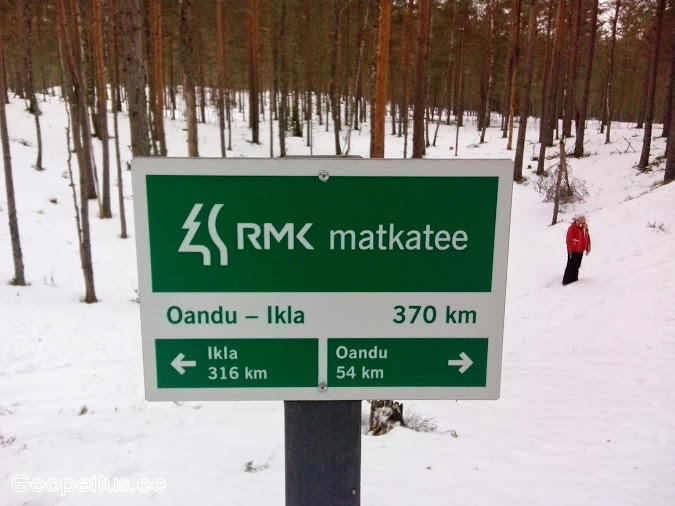 RMK matkatee
Oandu – Ikla 370 km
← Ikla
316 km
Oandu →
54 km
Geopeitus.ee